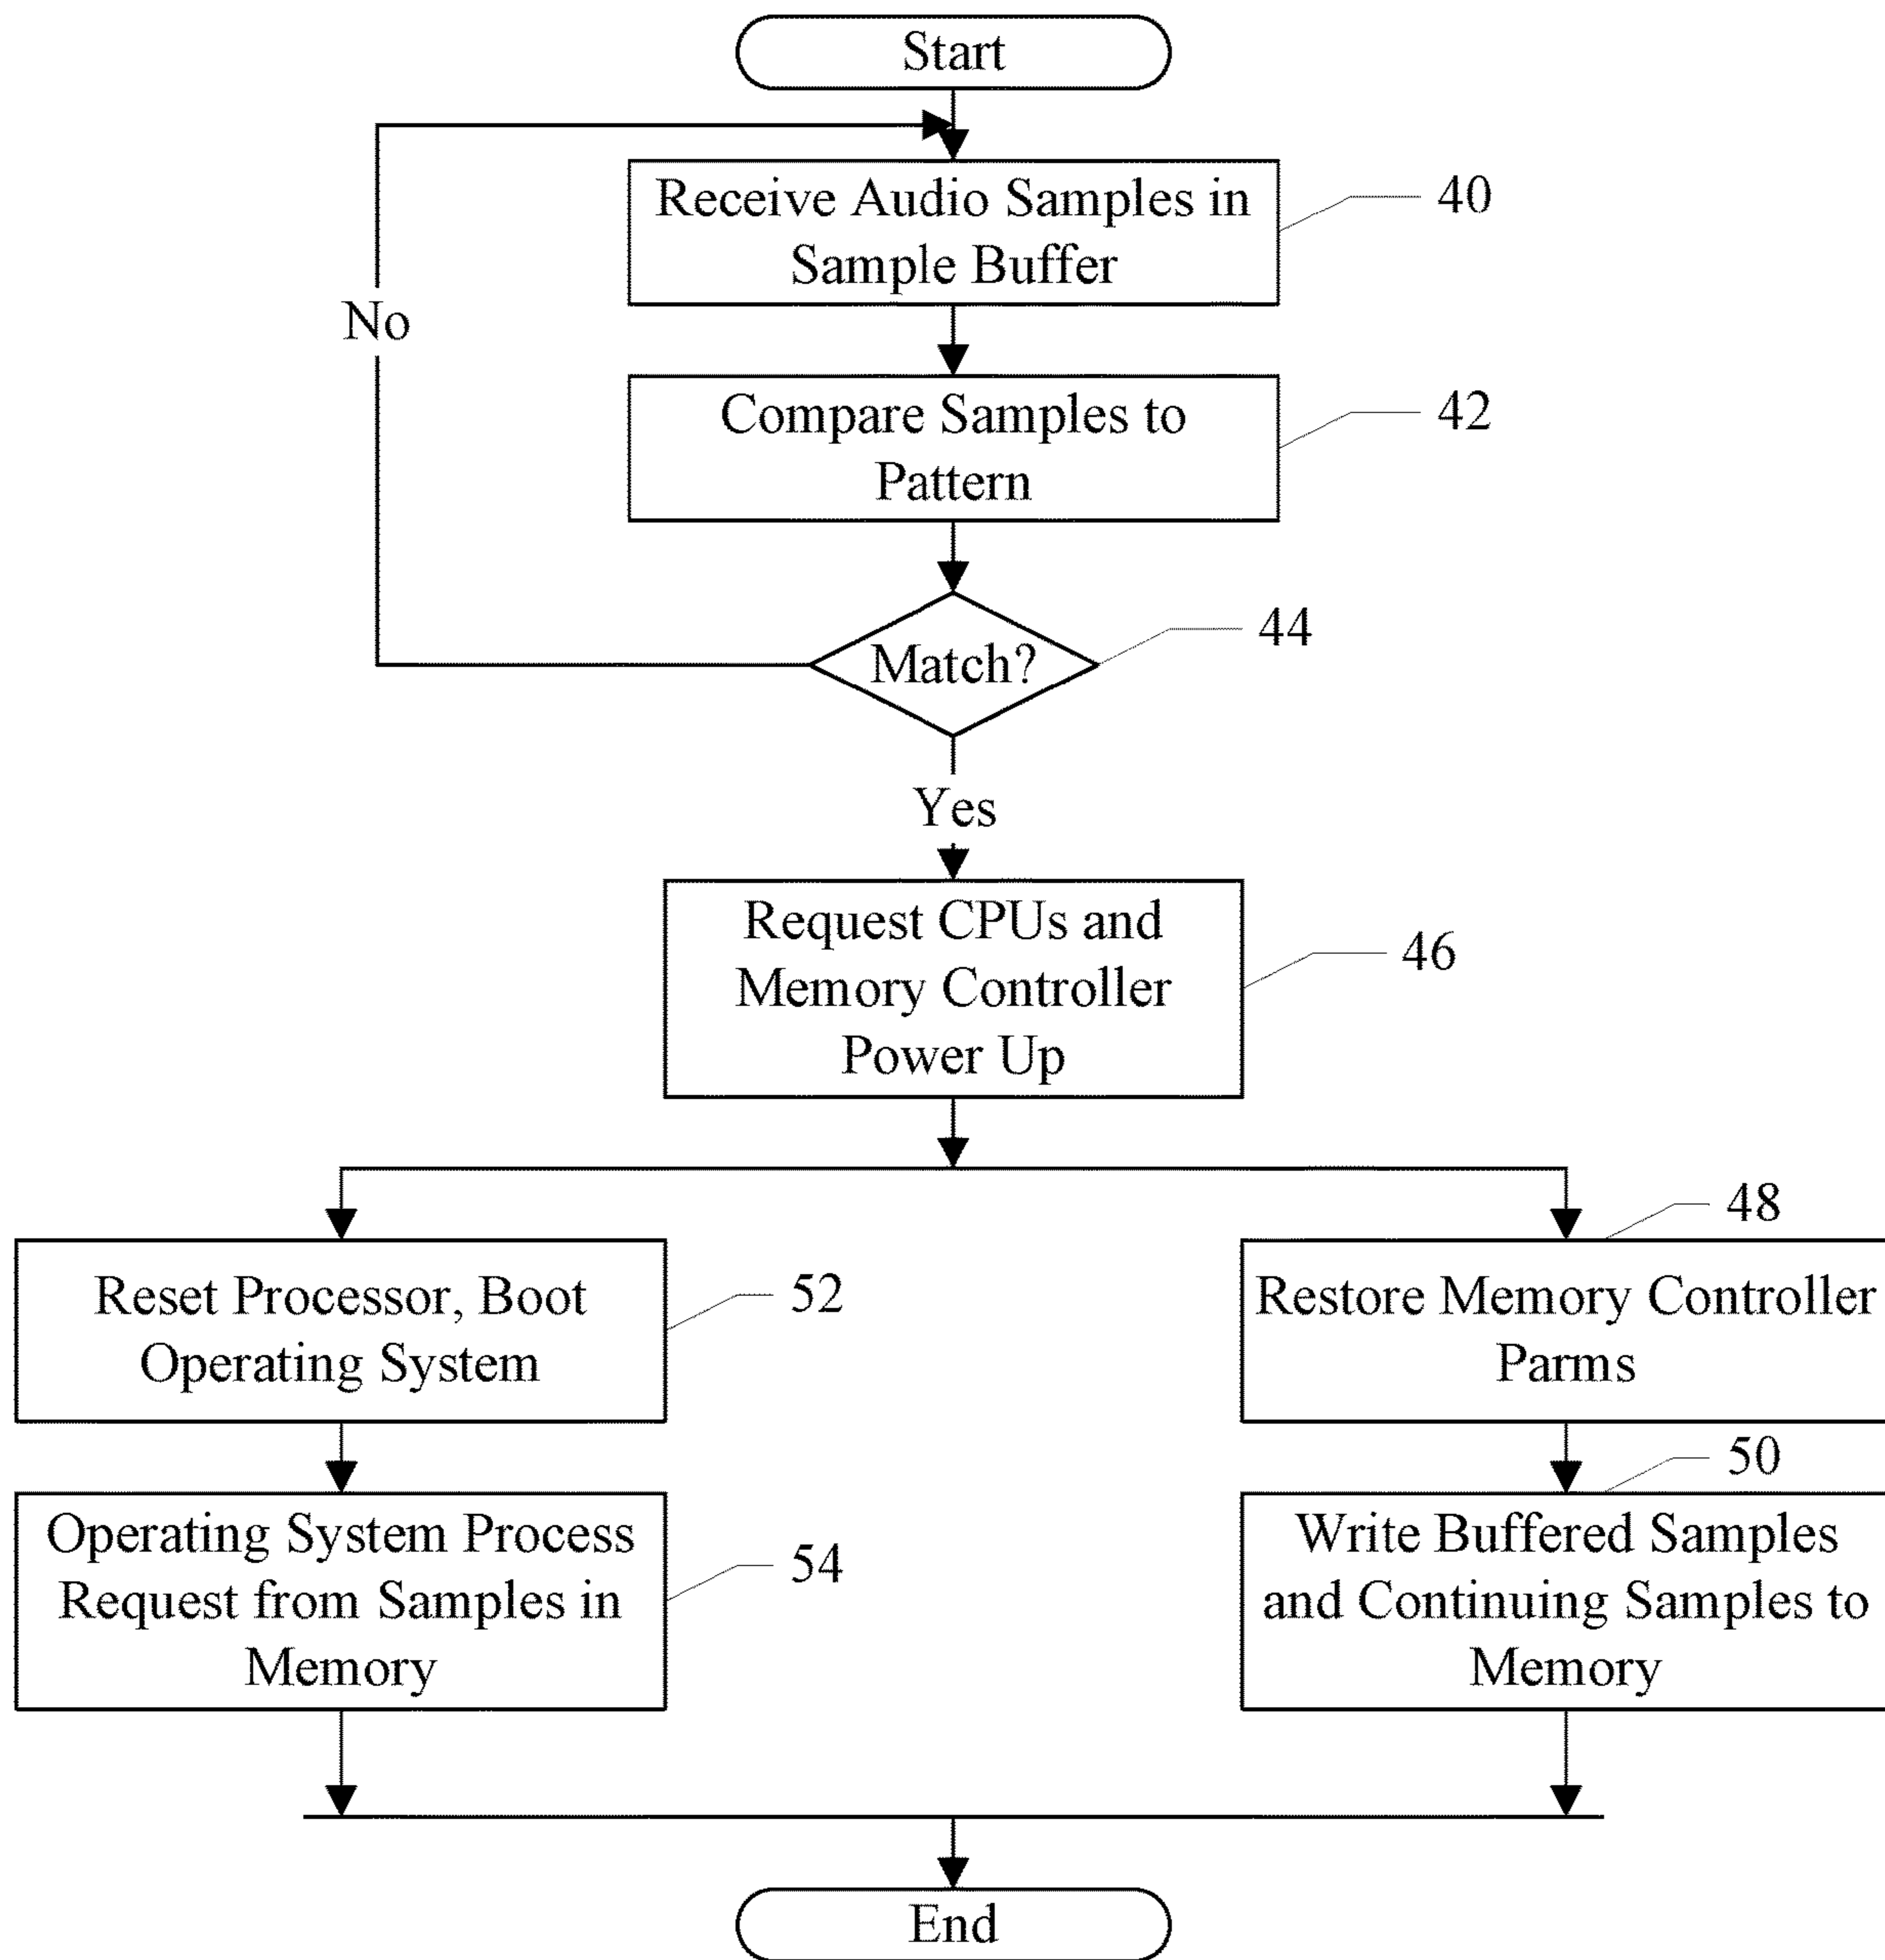 Start
Receive Audio Samples in
Sample Buffer
40
No
Compare Samples to
Pattern
42
Match?
44
Yes
Request CPUs and
Memory Controller
Power Up
46
Reset Processor, Boot
Operating System
52
48
Restore Memory Controller
Parms
Operating System Process
Request from Samples in
Memory
54
50
Write Buffered Samples
and Continuing Samples to
Memory
End